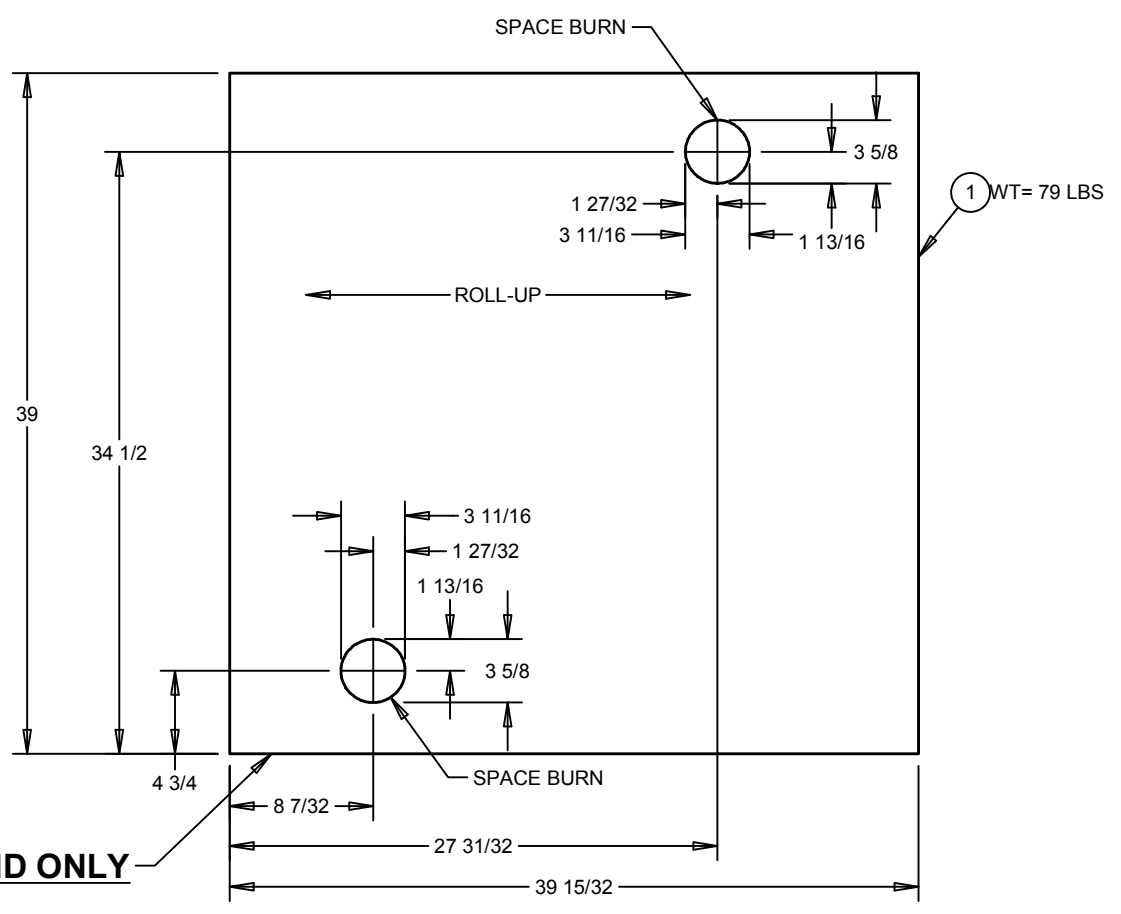 SPACE BURN
3 5/8
1 WT= 79 LBS
1 27/32
3 11/16
1 13/16
ROLL-UP
39
34 1/2
3 11/16
1 27/32
1 13/16
3 5/8
4 3/4
SPACE BURN
8 7/32
27 31/32
ONLY
39 15/32